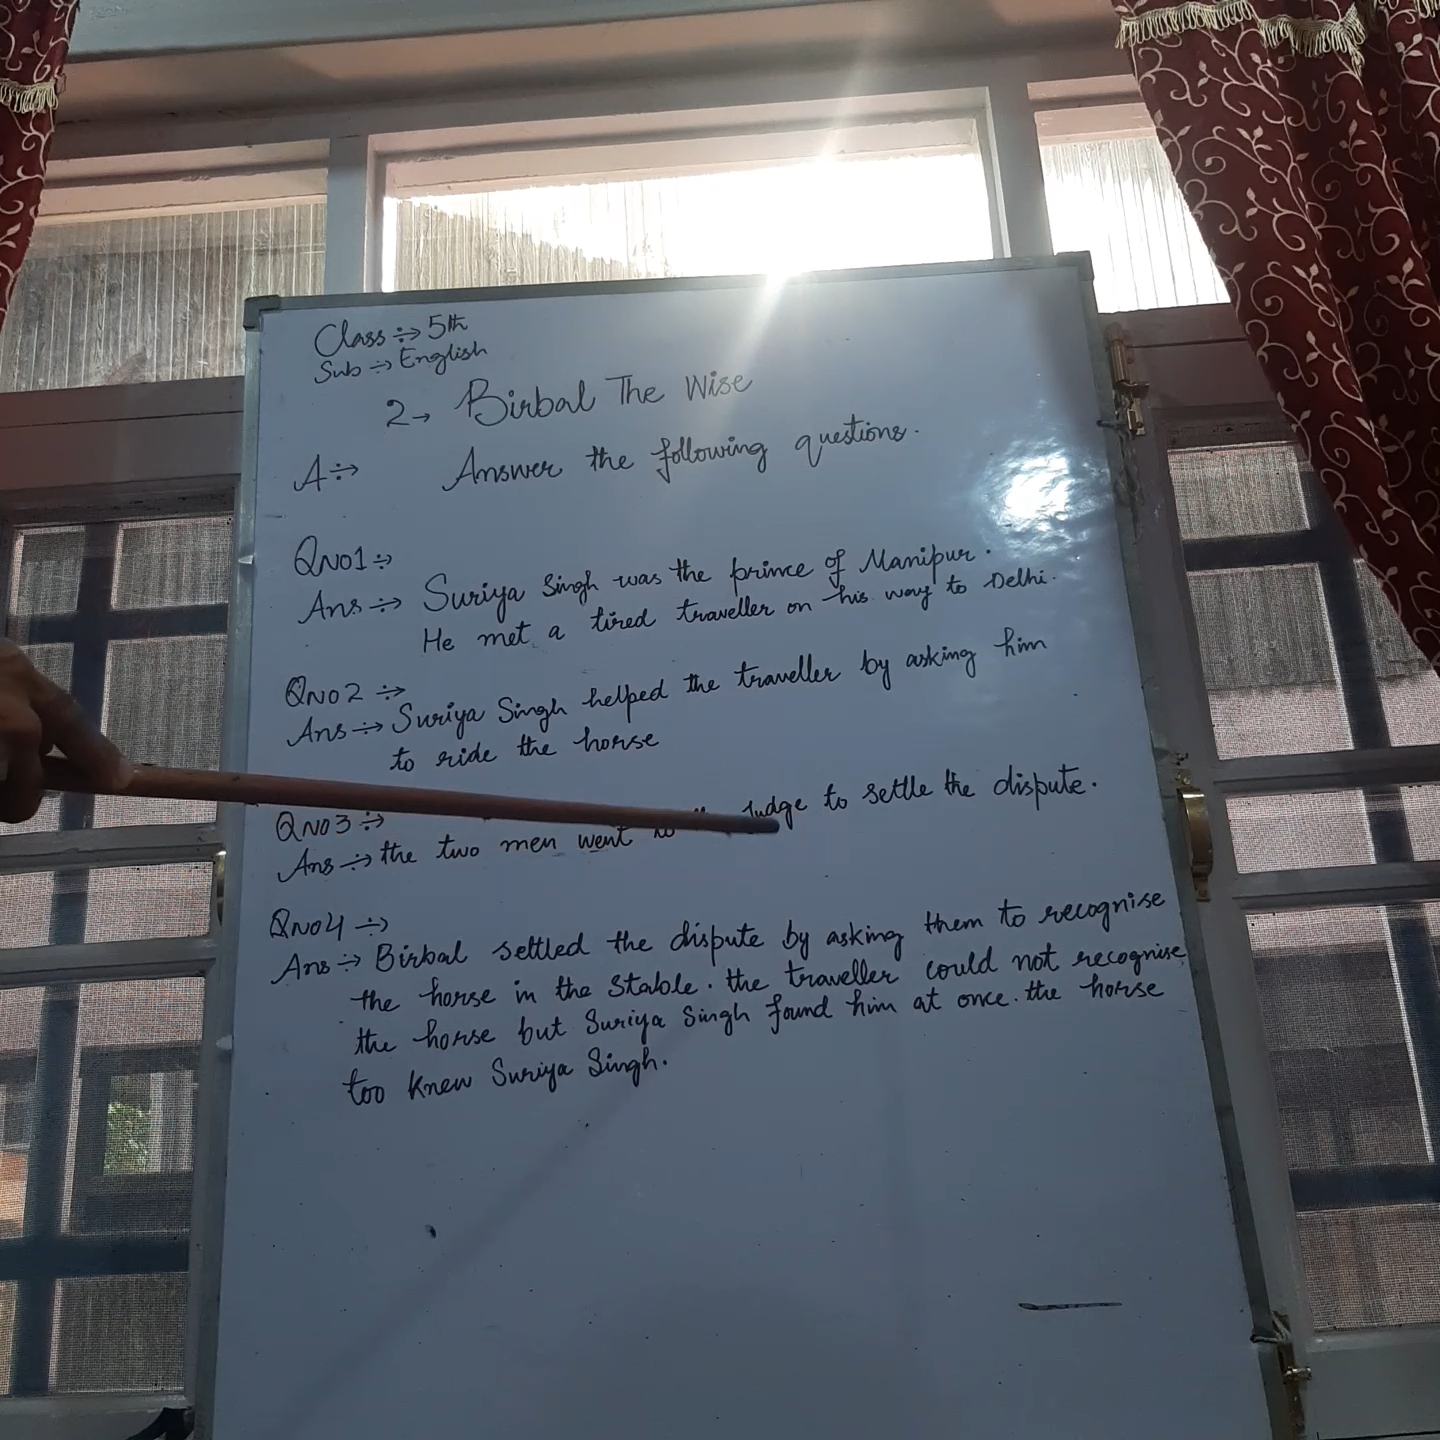 Class ÷> 5th
Sub ÷> English
2→ Birbal The Wise
A ÷> Answer the following questions.
QNo1 ÷>
Ans ÷> Suriya Singh was the prince of Manipur.
He met a tired traveller on his way to Delhi.
QNo2 ÷>
Ans ÷> Suriya Singh helped the traveller by asking him
to ride the horse
QNo3 ÷>
Ans ÷> the two men went to Judge to settle the dispute.
QNo4 ÷>
Ans ÷> Birbal settled the dispute by asking them to recognise
the horse in the Stable. the traveller could not recognise
the horse but Suriya Singh found him at once. the horse
too knew Suriya Singh.